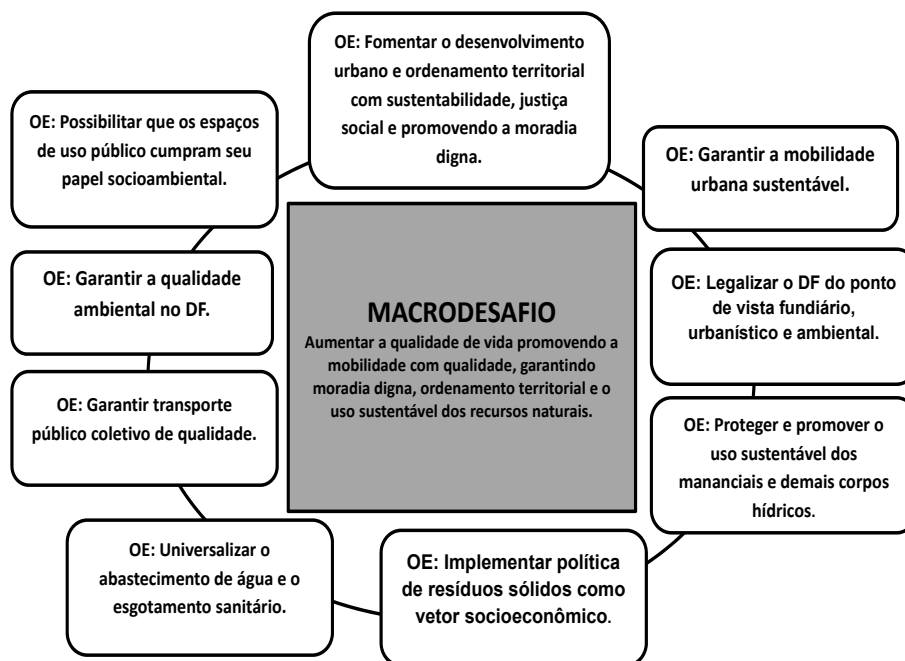 OE: Fomentar o desenvolvimento
urbano e ordenamento territorial
com sustentabilidade, justiça
social e promovendo a moradia
digna.
OE: Possibilitar que os espaços
de uso público cumpram seu
papel socioambiental.
OE: Garantir a mobilidade
urbana sustentável.
OE: Garantir a qualidade
ambiental no DF.
OE: Legalizar o DF do ponto
de vista fundiário,
urbanístico e ambiental.
MACRODESAFIO
Aumentar a qualidade de vida promovendo a
mobilidade com qualidade, garantindo
moradia digna, ordenamento territorial e o
uso sustentável dos recursos naturais.
OE: Garantir transporte
público coletivo de qualidade.
OE: Proteger e promover o
uso sustentável dos
mananciais e demais corpos
hídricos.
OE: Universalizar o
abastecimento de água e o
esgotamento sanitário.
OE: Implementar política
de resíduos sólidos como
vetor socioeconômico.